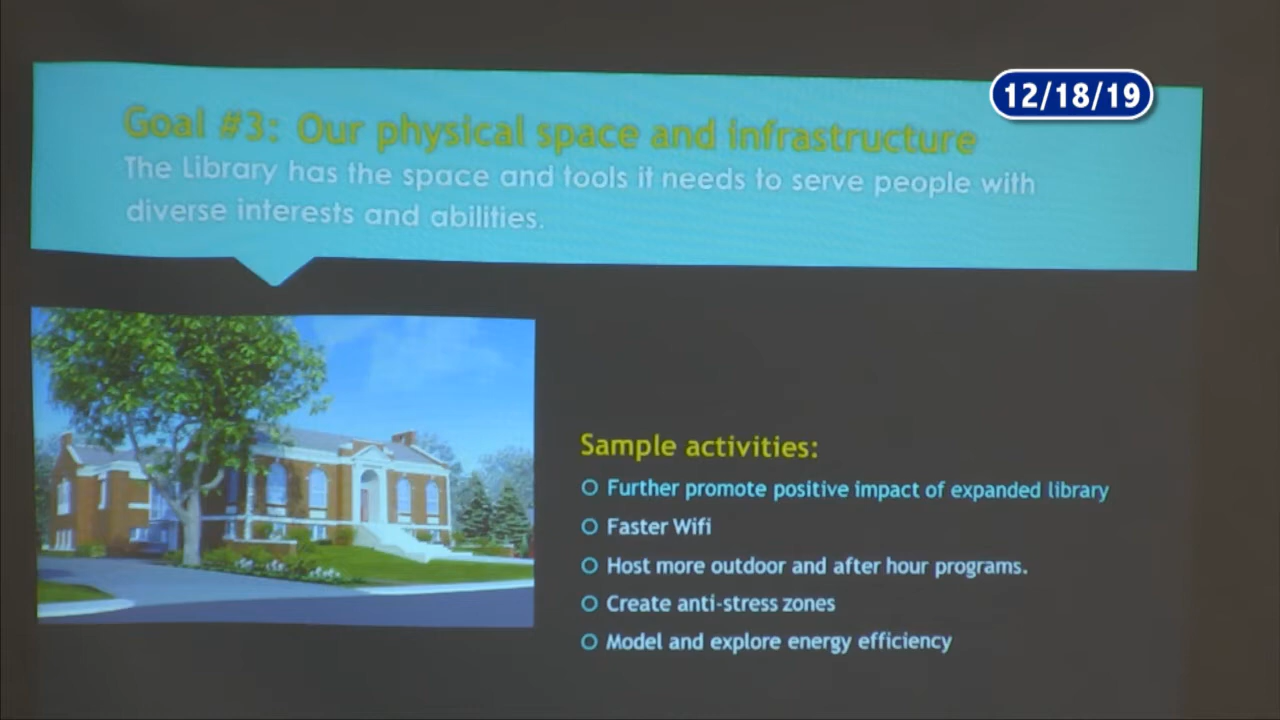 12/18/19
Goal #3: Our physical space and infrastructure
The Library has the space and tools it needs to serve people with
diverse interests and abilities.
Sample activities:
Further promote positive impact of expanded library
Faster Wifi
Host more outdoor and after hour programs.
Create anti-stress zones
Model and explore energy efficiency